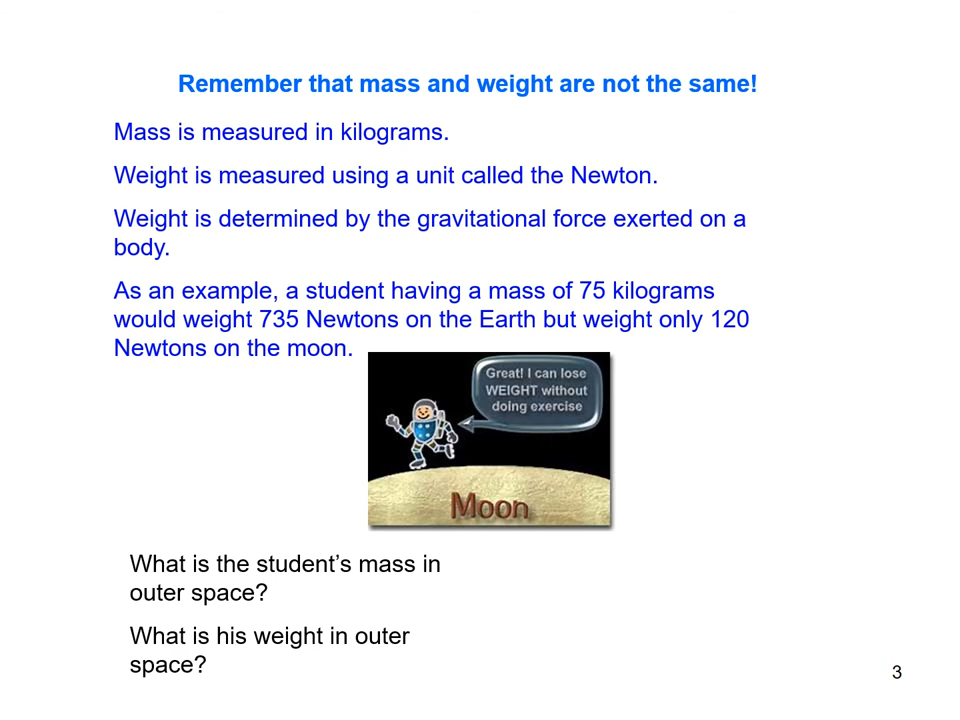 Remember that mass and weight are not the same!
Mass is measured in kilograms.
Weight is measured using a unit called the Newton.
Weight is determined by the gravitational force exerted on a
body.
As an example, a student having a mass of 75 kilograms
would weight 735 Newtons on the Earth but weight only 120
Newtons on the moon.
Great! I can lose
WEIGHT without
doing exercise
Moon
What is the student’s mass in
outer space?
What is his weight in outer
space?
3